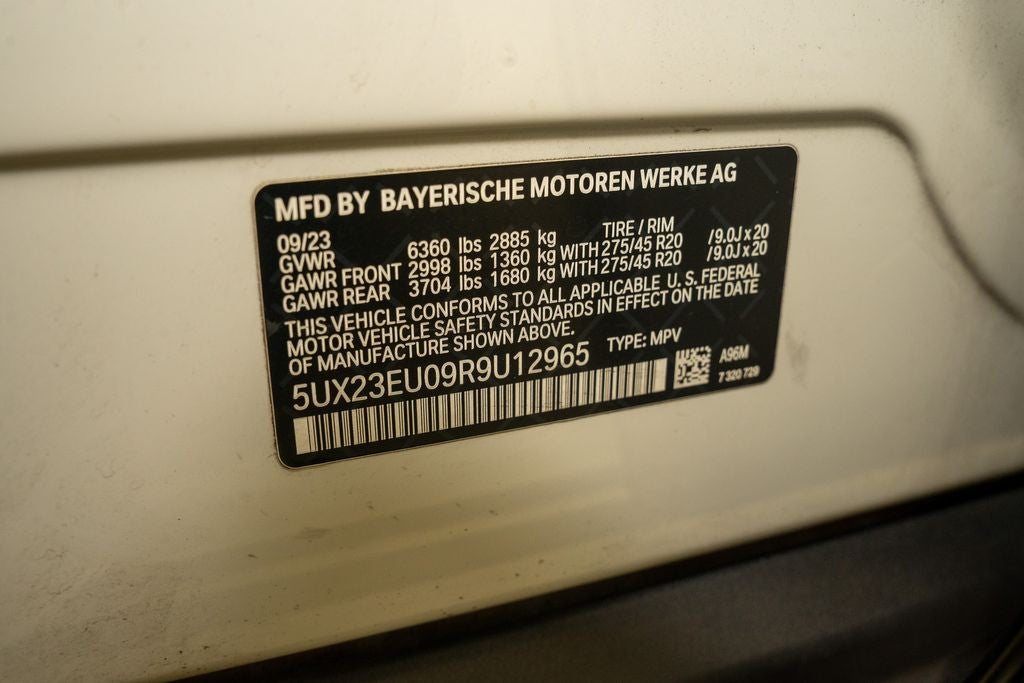 MFD BY BAYERISCHE MOTOREN WERKE AG
09/23 TIRE / RIM
GVWR 6360 lbs 2885 kg
GAWR FRONT 2998 lbs 1360 kg WITH 275/45 R20 /9.0J x 20
GAWR REAR 3704 lbs 1680 kg WITH 275/45 R20 /9.0J x 20
THIS VEHICLE CONFORMS TO ALL APPLICABLE U. S. FEDERAL
MOTOR VEHICLE SAFETY STANDARDS IN EFFECT ON THE DATE
OF MANUFACTURE SHOWN ABOVE.
5UX23EU09R9U12965 TYPE: MPV
A96M
7 320 729